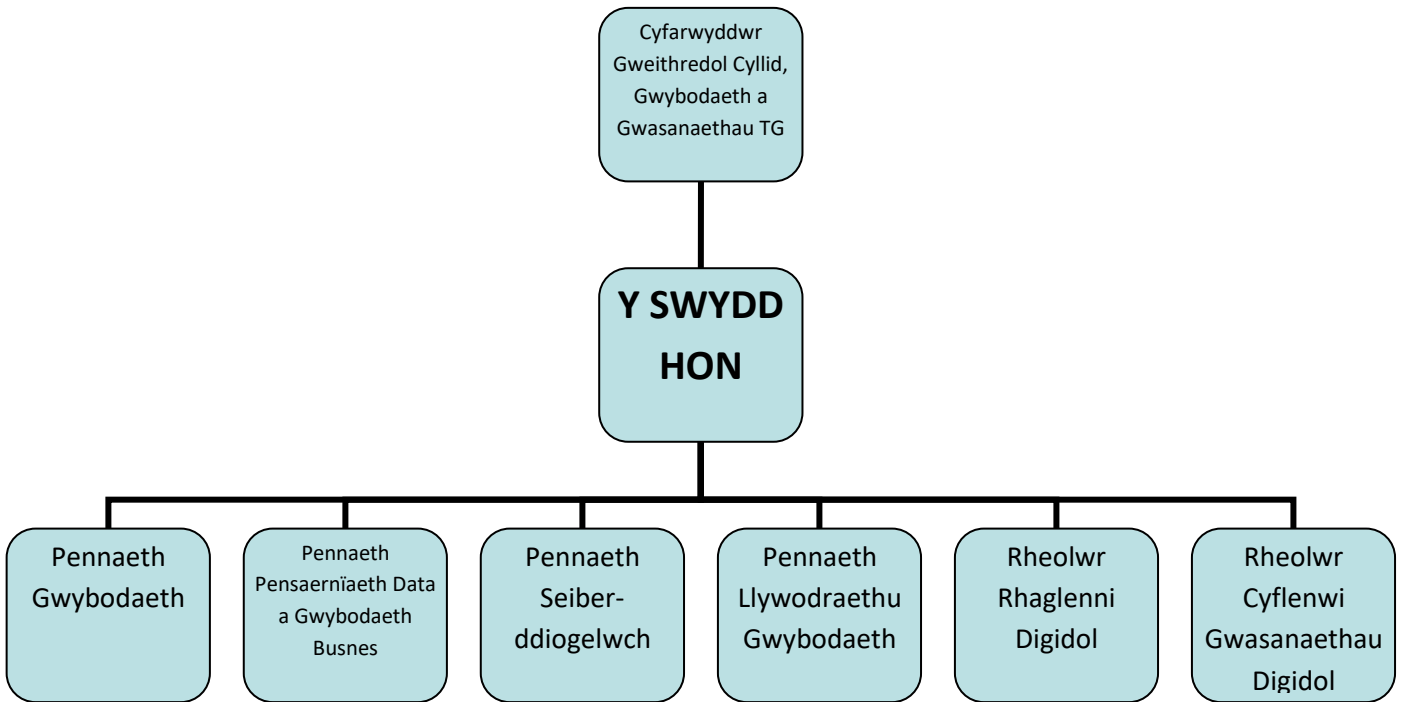 Cyfarwyddwr
Gweithredol Cyllid,
Gwybodaeth a
Gwasanaethau TG
Y SWYDD
HON
Pennaeth
Gwybodaeth
Pennaeth
Pensaernïaeth Data
a Gwybodaeth
Busnes
Pennaeth
Seiber-
ddiogelwch
Pennaeth
Llywodraethu
Gwybodaeth
Rheolwr
Rhaglenni
Digidol
Rheolwr
Cyflenwi
Gwasanaethau
Digidol